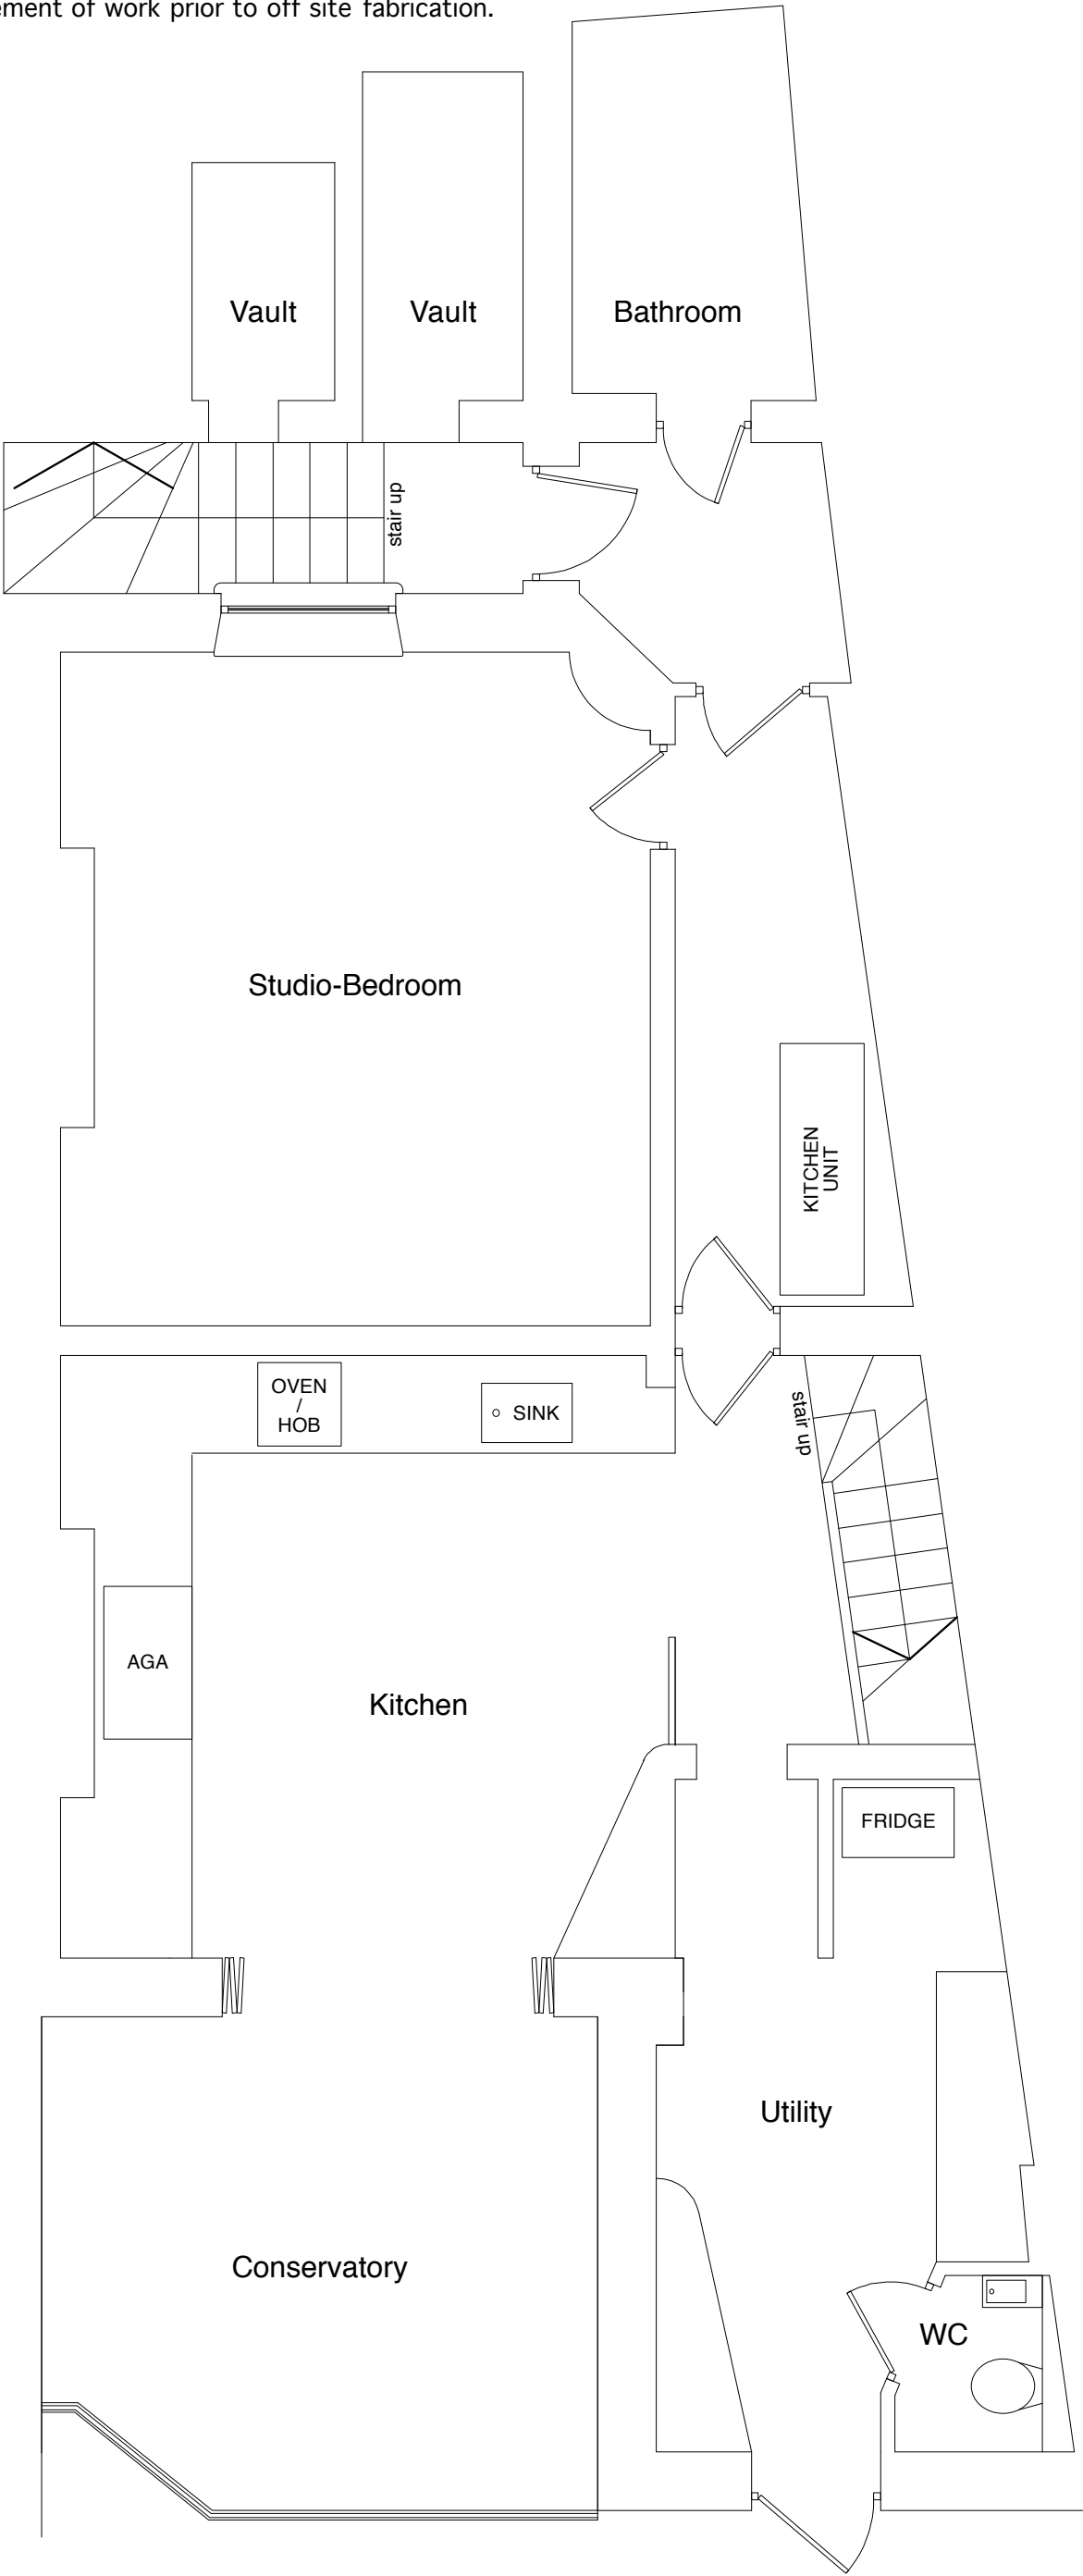 ement of work prior to off site fabrication.
Vault
Vault
Bathroom
stair up
Studio-Bedroom
KITCHEN
UNIT
OVEN
/
HOB
SINK
stair up
AGA
Kitchen
FRIDGE
Utility
Conservatory
WC